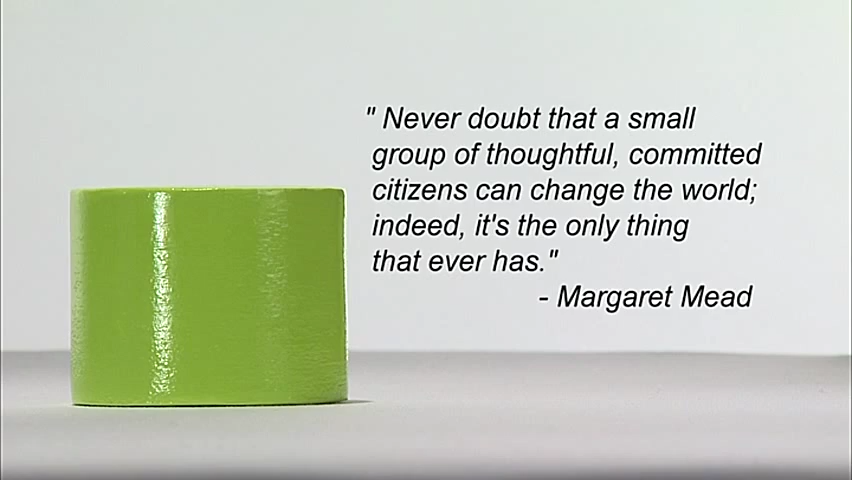 " Never doubt that a small
group of thoughtful, committed
citizens can change the world;
indeed, it's the only thing
that ever has."
- Margaret Mead